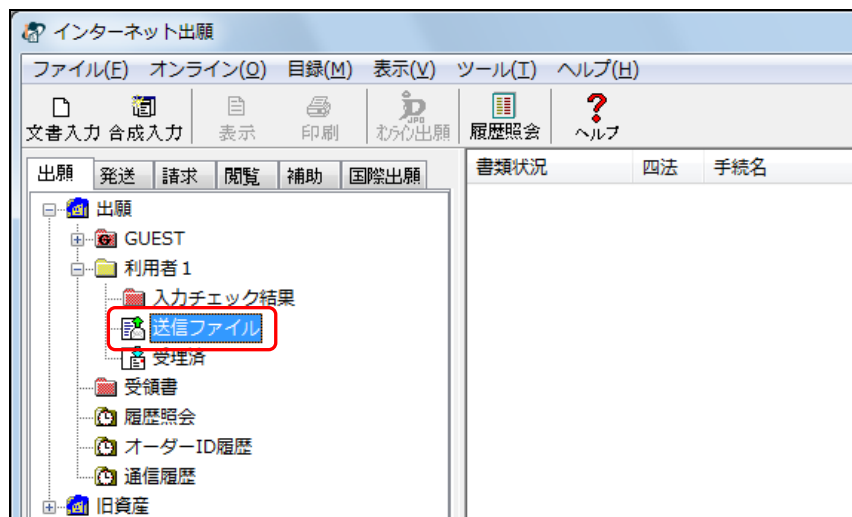 インターネット出願
ファイル(F) オンライン(O) 目録(M) 表示(V) ツール(T) ヘルプ(H)
文書入力 合成入力 表示 印刷 オンライン出願 履歴照会 ヘルプ
出願 発送 請求 閲覧 補助 国際出願
書類状況 四法 手続名
出願
GUEST
利用者1
入力チェック結果
送信ファイル
受理済
受領書
履歴照会
オーダーID履歴
通信履歴
旧資産